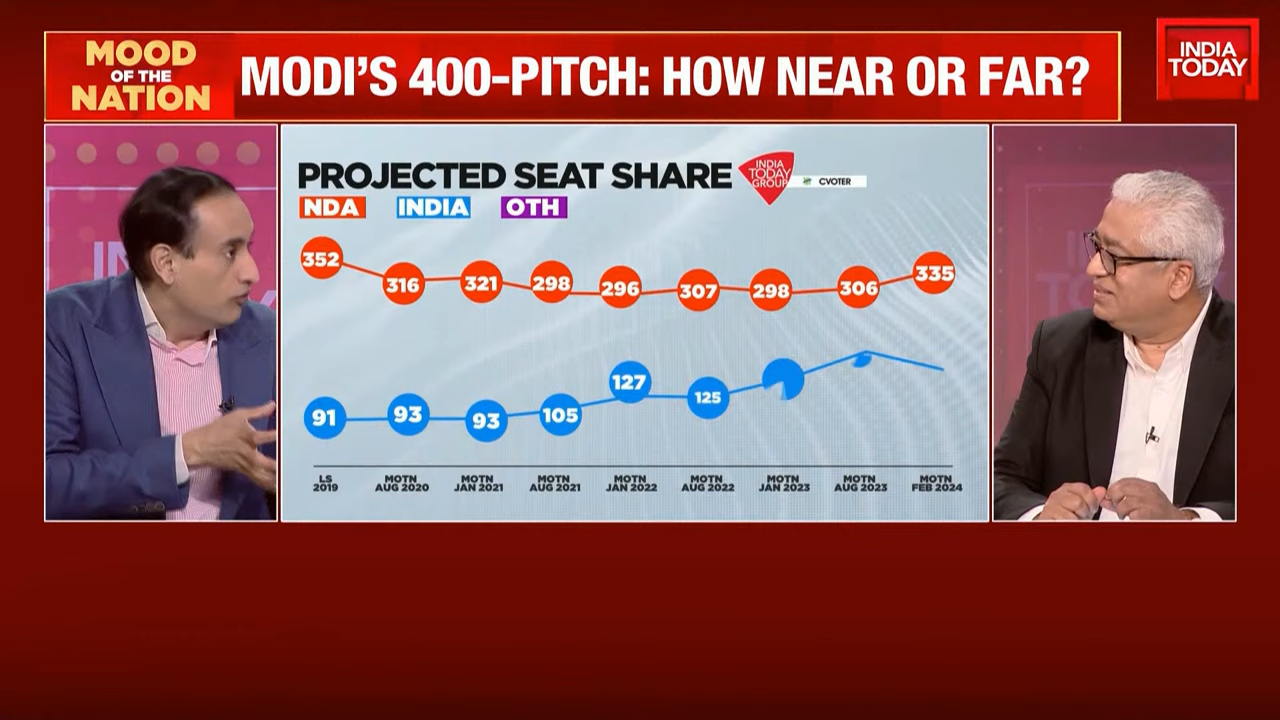 MOOD
OF THE
NATION
MODI'S 400-PITCH: HOW NEAR OR FAR?
INDIA
TODAY
PROJECTED SEAT SHARE
INDIA
TODAY
GROUP
CVOTER
NDA INDIA OTH
352 316 321 298 296 307 298 306 335
91 93 93 105 127 125
LS
2019
MOTN
AUG 2020
MOTN
JAN 2021
MOTN
AUG 2021
MOTN
JAN 2022
MOTN
AUG 2022
MOTN
JAN 2023
MOTN
AUG 2023
MOTN
FEB 2024